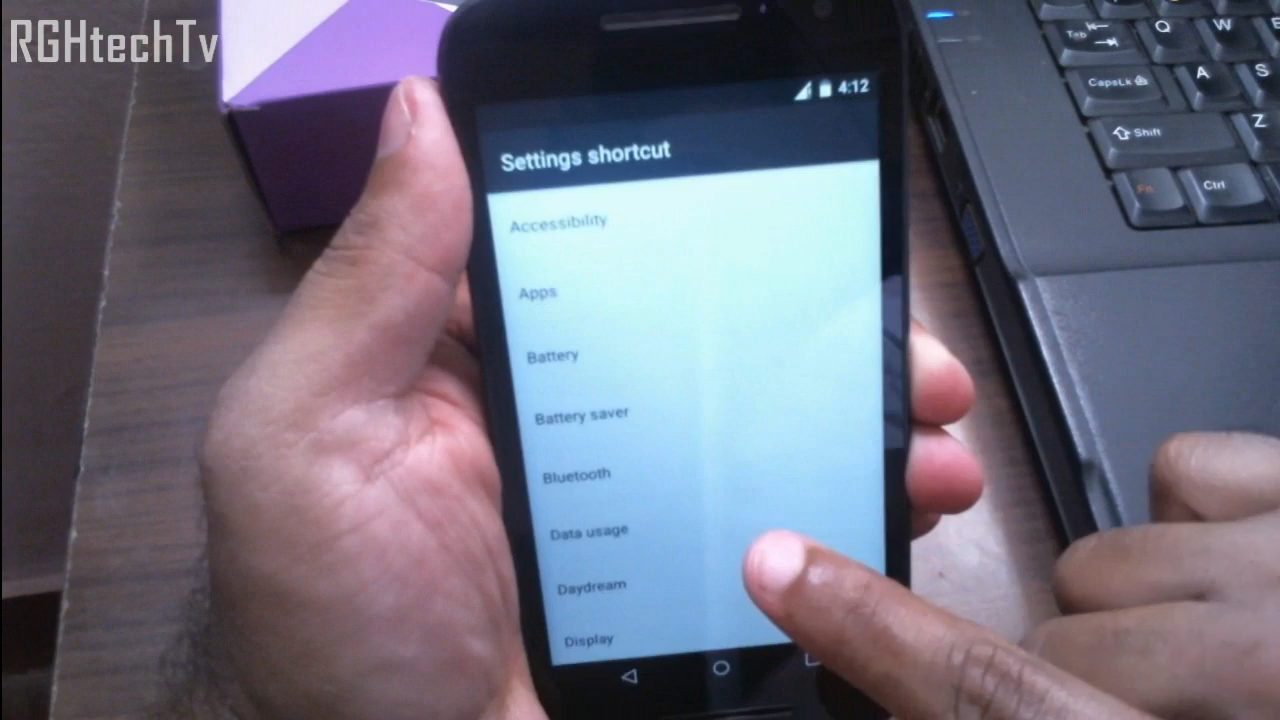 RGHtechTv
4:12
Settings shortcut
Accessibility
Apps
Battery
Battery saver
Bluetooth
Data usage
Daydream
Display
Q
W
Tab
CapsLk
A
S
Shift
Z
Fn
Ctrl